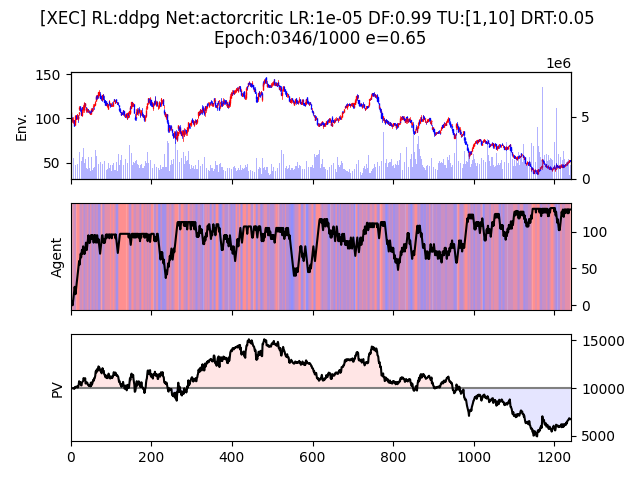 [XEC] RL:ddpg Net:actorcritic LR:1e-05 DF:0.99 TU:[1,10] DRT:0.05
Epoch:0346/1000 e=0.65
1e6
150
100
50
Env.
5
0
Agent
100
50
0
PV
15000
10000
5000
0 200 400 600 800 1000 1200